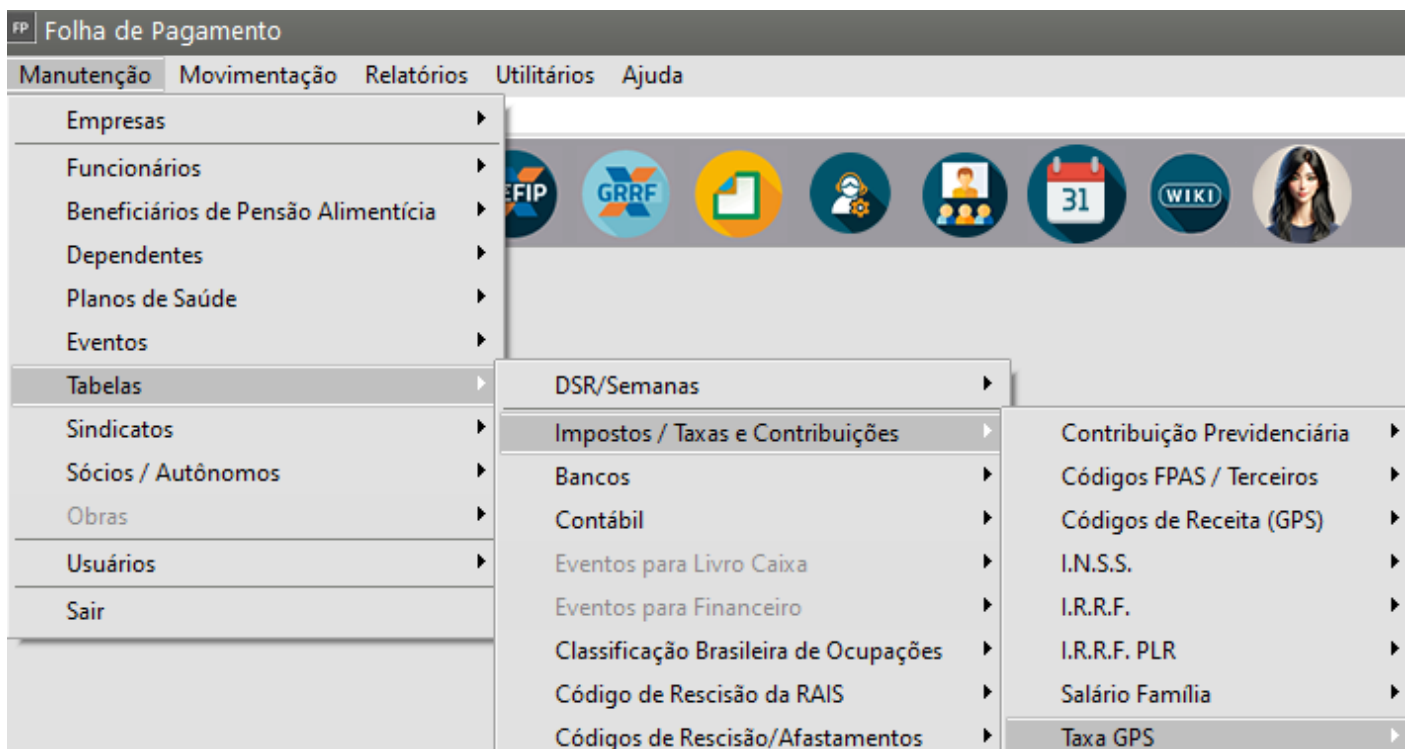 FP Folha de Pagamento
Manutenção Movimentação Relatórios Utilitários Ajuda
Empresas
Funcionários
Beneficiários de Pensão Alimentícia
Dependentes
Planos de Saúde
Eventos
Tabelas
Sindicatos
Sócios / Autônomos
Obras
Usuários
Sair
EFIP GRRF 31 WIKI
DSR/Semanas
Impostos / Taxas e Contribuições
Bancos
Contábil
Eventos para Livro Caixa
Eventos para Financeiro
Classificação Brasileira de Ocupações
Código de Rescisão da RAIS
Códigos de Rescisão/Afastamentos
Contribuição Previdenciária
Códigos FPAS / Terceiros
Códigos de Receita (GPS)
I.N.S.S.
I.R.R.F.
I.R.R.F. PLR
Salário Família
Taxa GPS